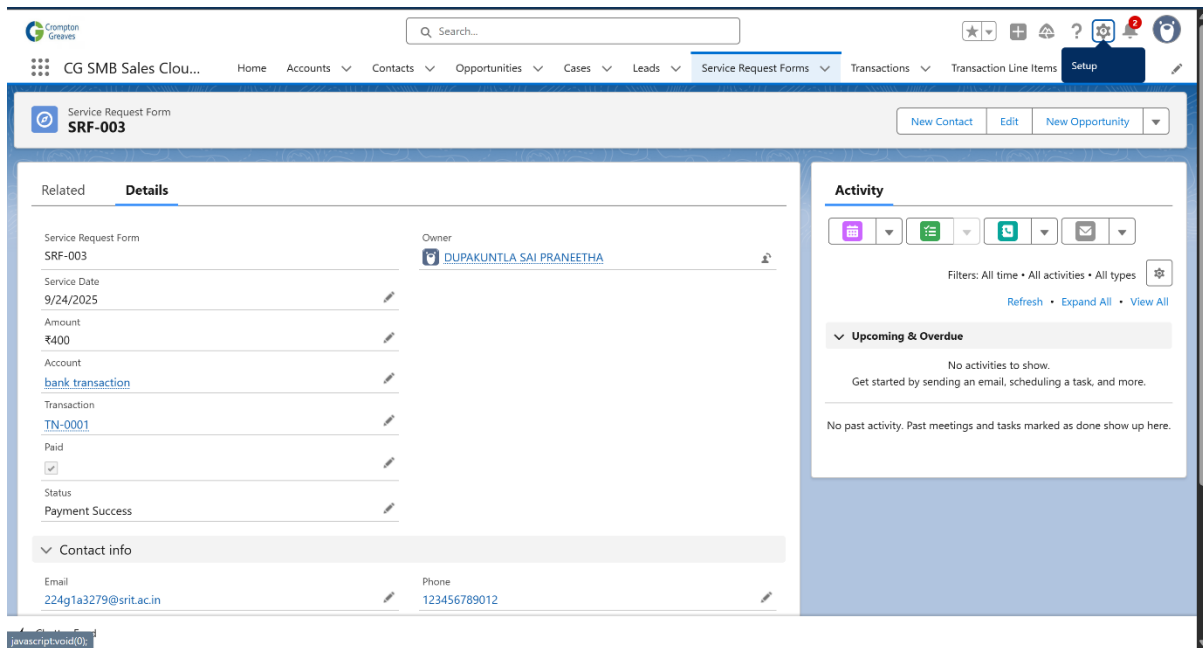 Crompton
Greaves
Search...
2
CG SMB Sales Clou...
Home
Accounts
Contacts
Opportunities
Cases
Leads
Service Request Forms
Transactions
Transaction Line Items
Setup
Service Request Form
SRF-003
New Contact
Edit
New Opportunity
Related
Details
Service Request Form
SRF-003
Owner
DUPAKUNTLA SAI PRANEETHA
Service Date
9/24/2025
Amount
₹400
Account
bank transaction
Transaction
TN-0001
Paid
Status
Payment Success
Contact info
Email
224g1a3279@srit.ac.in
Phone
123456789012
Activity
Filters: All time • All activities • All types
Refresh • Expand All • View All
Upcoming & Overdue
No activities to show.
Get started by sending an email, scheduling a task, and more.
No past activity. Past meetings and tasks marked as done show up here.
javascript:void(0);